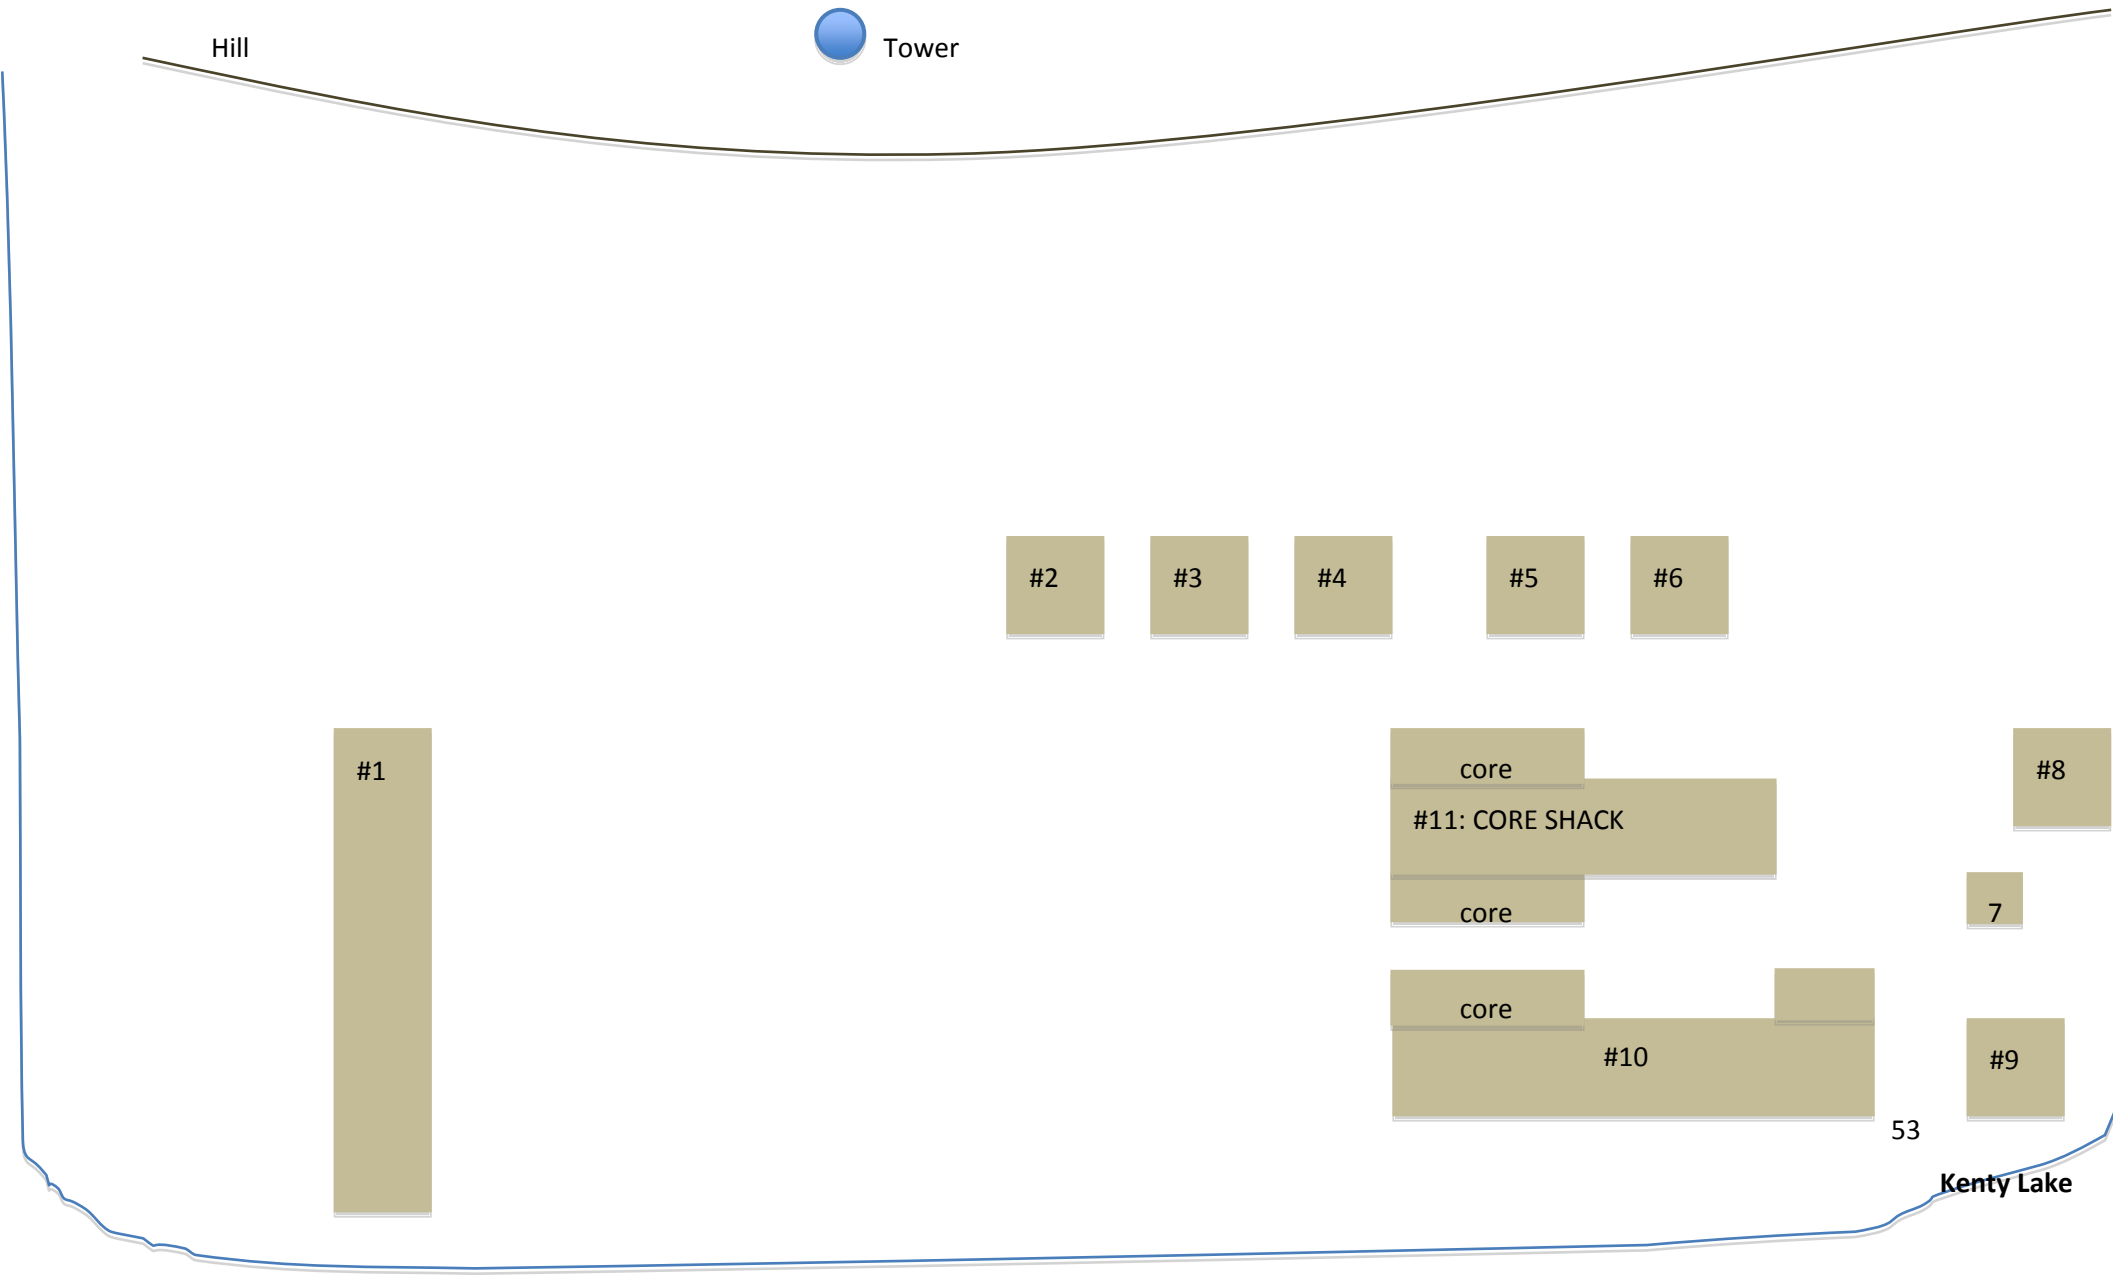 Hill
Tower
#2 #3 #4 #5 #6
#1
core
#8
#11: CORE SHACK
core
7
core
#10
#9
53
Kenty Lake